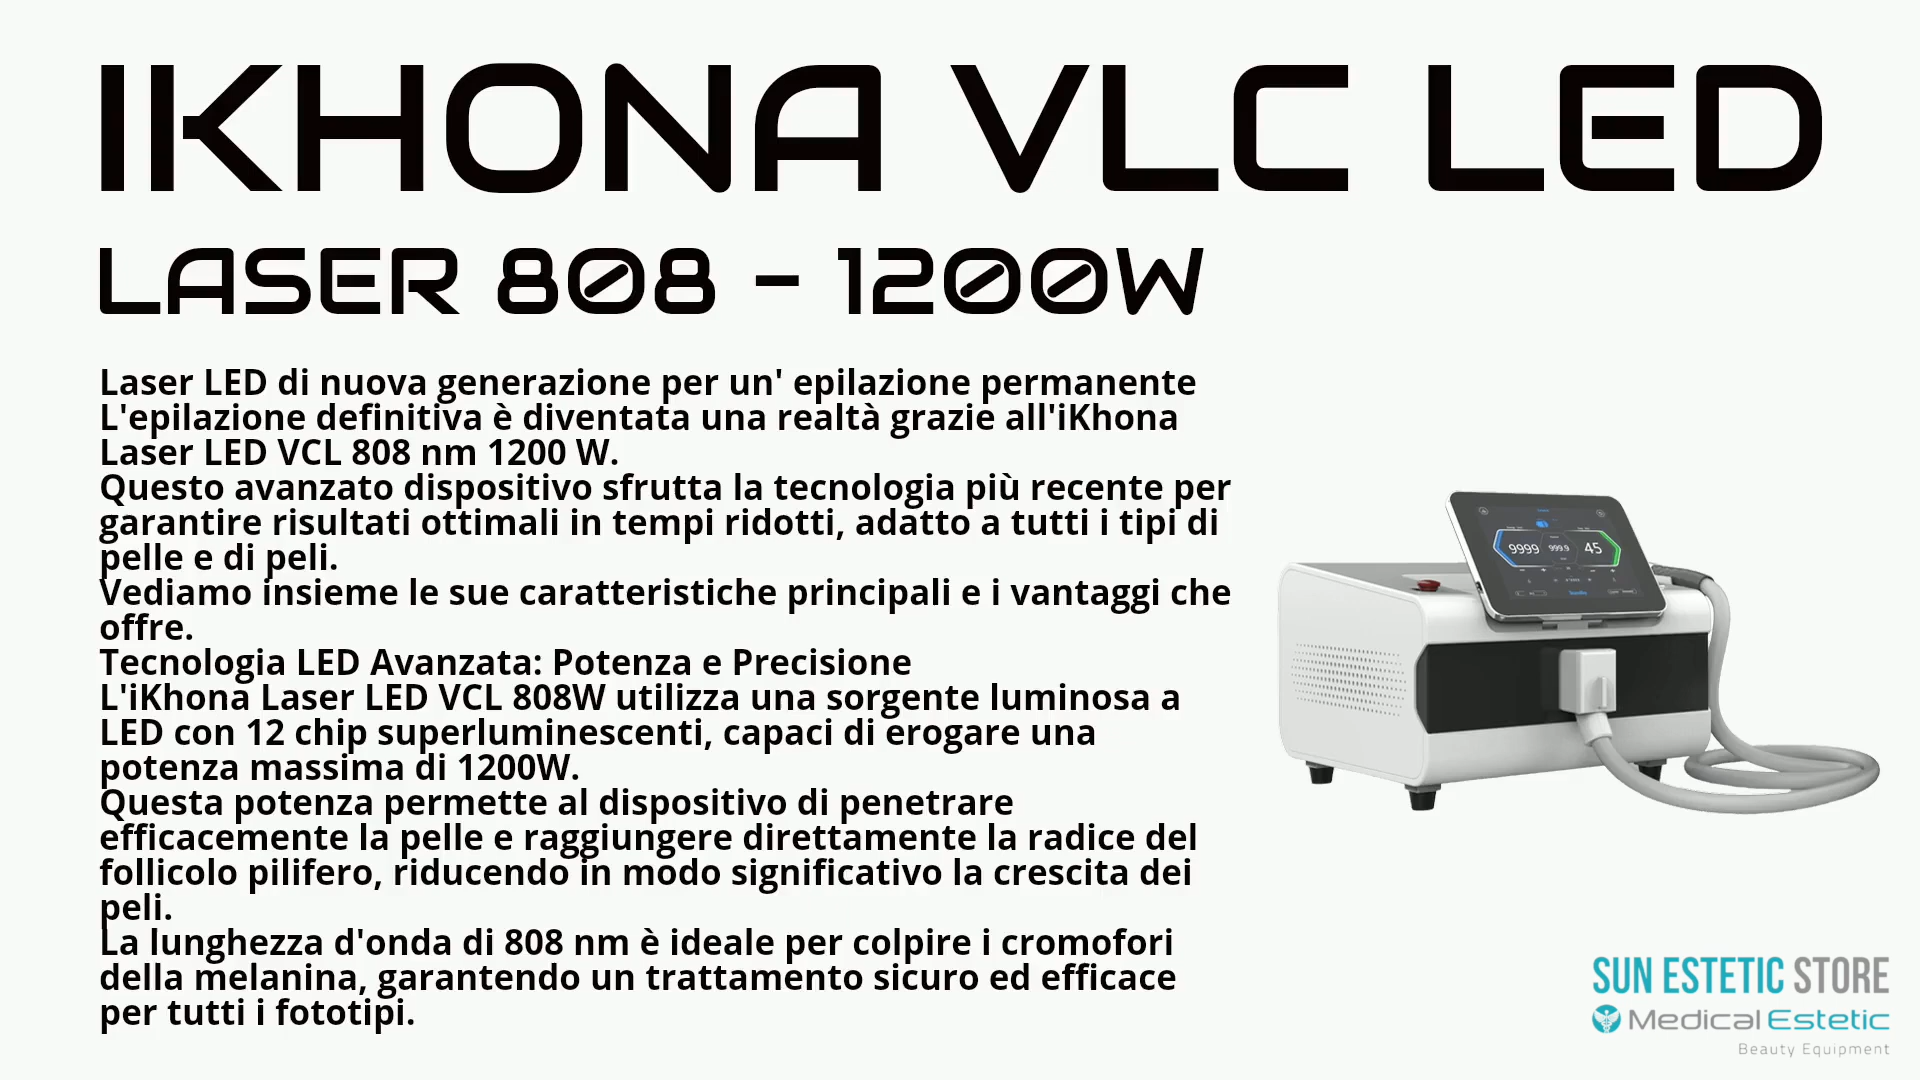 IKHONA VLC LED
LASER 808 - 1200W
Laser LED di nuova generazione per un' epilazione permanente
L'epilazione definitiva è diventata una realtà grazie all'iKhona
Laser LED VCL 808 nm 1200 W.
Questo avanzato dispositivo sfrutta la tecnologia più recente per
garantire risultati ottimali in tempi ridotti, adatto a tutti i tipi di
pelle e di peli.
Vediamo insieme le sue caratteristiche principali e i vantaggi che
offre.
Tecnologia LED Avanzata: Potenza e Precisione
L'iKhona Laser LED VCL 808W utilizza una sorgente luminosa a
LED con 12 chip superluminescenti, capaci di erogare una
potenza massima di 1200W.
Questa potenza permette al dispositivo di penetrare
efficacemente la pelle e raggiungere direttamente la radice del
follicolo pilifero, riducendo in modo significativo la crescita dei
peli.
La lunghezza d'onda di 808 nm è ideale per colpire i cromofori
della melanina, garantendo un trattamento sicuro ed efficace
per tutti i fototipi.
9999 999.9 45
SUN ESTETIC STORE
Medical Estetic
Beauty Equipment